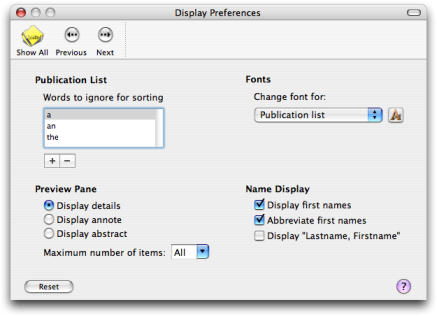 Display Preferences
Show All Previous Next
Publication List
Words to ignore for sorting
a
an
the
+ −
Fonts
Change font for:
Publication list
A
Preview Pane
Display details
Display annote
Display abstract
Maximum number of items: All
Name Display
Display first names
Abbreviate first names
Display "Lastname, Firstname"
Reset
?